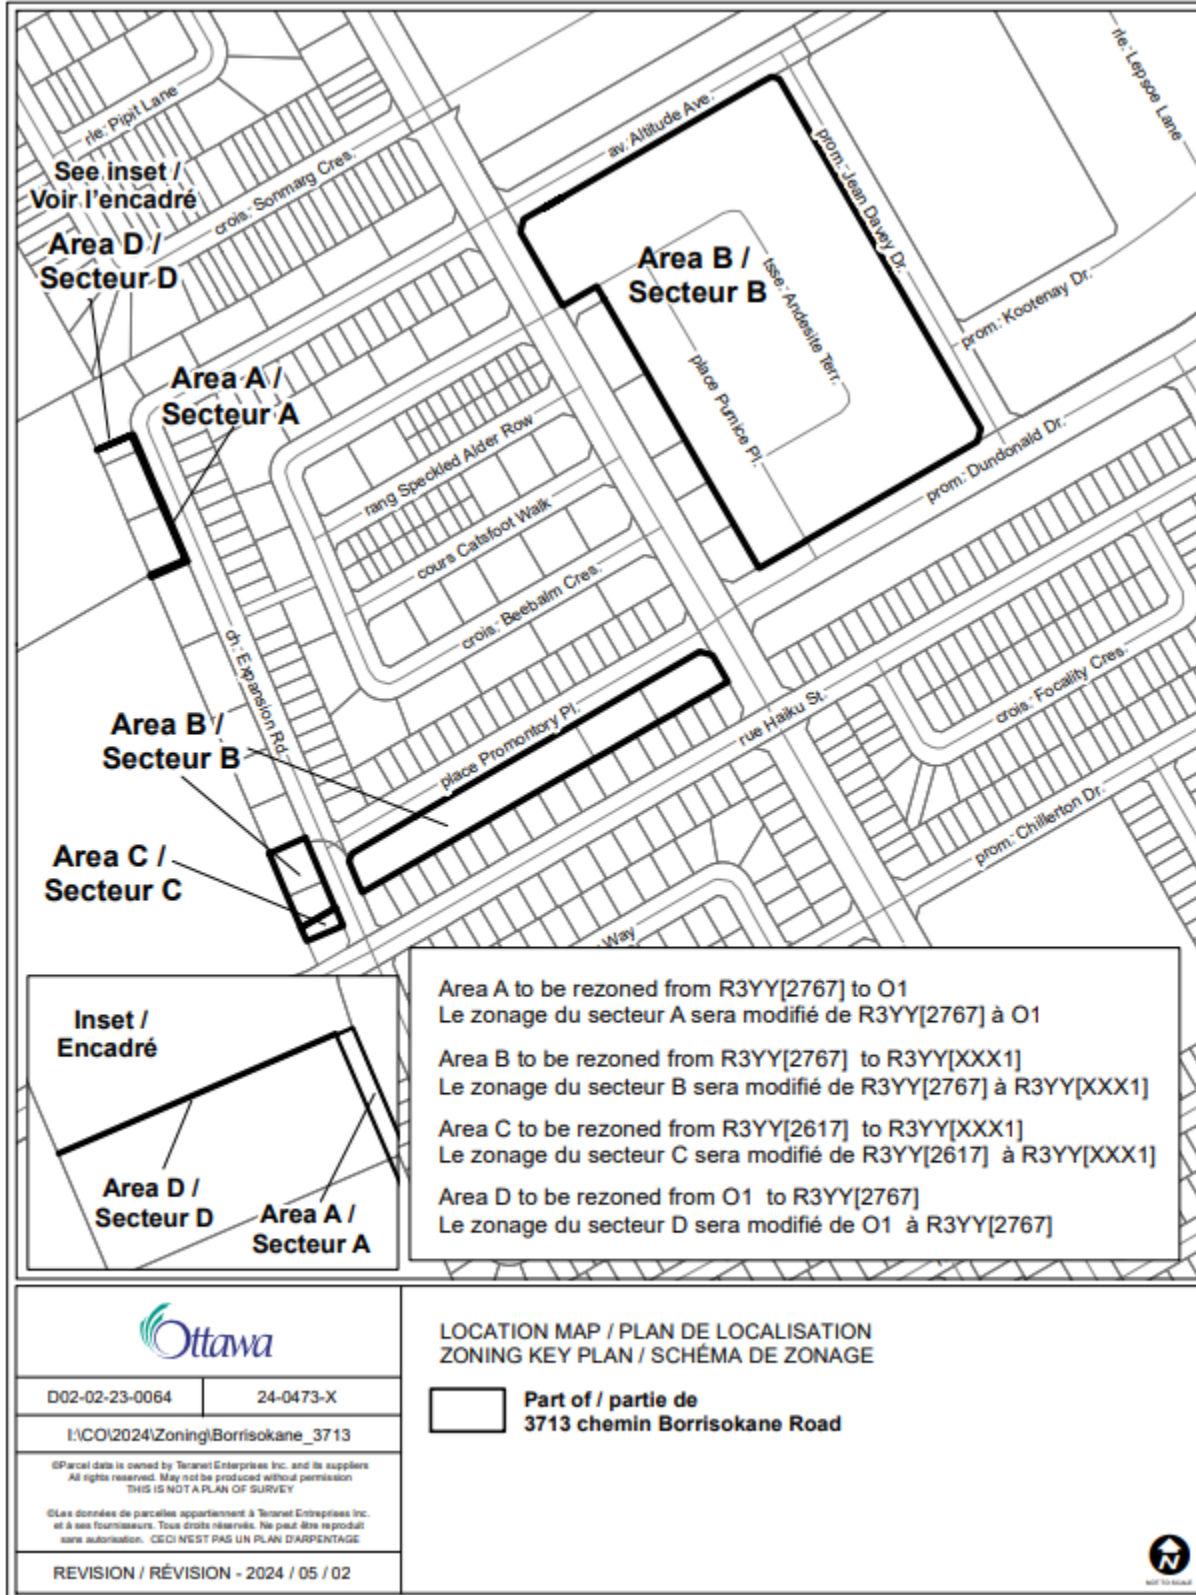 rle: Pipit Lane
rle: Lepsoe Lane
av. Altitude Ave.
prom: Jean Davey Dr.
See inset /
Voir l'encadré
crois: Sonmarg Cres.
Area D /
Secteur D
Area B /
Secteur B
tsse: Andesite Terr.
prom: Kootenay Dr.
place Pumice Pl.
Area A /
Secteur A
rang Speckled Alder Row
prom: Dundonald Dr.
cours Catsfoot Walk
crois: Beebalm Cres.
ch: Expansion Rd.
crois: Focality Cres.
Area B /
Secteur B
place Promontory Pl.
rue Haiku St.
prom: Chillerton Dr.
Area C /
Secteur C
Way
Inset /
Encadré
Area D /
Secteur D
Area A /
Secteur A
Area A to be rezoned from R3YY[2767] to O1
Le zonage du secteur A sera modifié de R3YY[2767] à O1
Area B to be rezoned from R3YY[2767] to R3YY[XXX1]
Le zonage du secteur B sera modifié de R3YY[2767] à R3YY[XXX1]
Area C to be rezoned from R3YY[2617] to R3YY[XXX1]
Le zonage du secteur C sera modifié de R3YY[2617] à R3YY[XXX1]
Area D to be rezoned from O1 to R3YY[2767]
Le zonage du secteur D sera modifié de O1 à R3YY[2767]
Ottawa
D02-02-23-0064
24-0473-X
I:\CO\2024\Zoning\Borrisokane_3713
©Parcel data is owned by Teranet Enterprises Inc. and its suppliers
All rights reserved. May not be produced without permission
THIS IS NOT A PLAN OF SURVEY
©Les données de parcelles appartiennent à Teranet Entreprises Inc.
et à ses fournisseurs. Tous droits réservés. Ne peut être reproduit
sans autorisation. CECI N'EST PAS UN PLAN D'ARPENTAGE
REVISION / RÉVISION - 2024 / 05 / 02
LOCATION MAP / PLAN DE LOCALISATION
ZONING KEY PLAN / SCHÉMA DE ZONAGE
Part of / partie de
3713 chemin Borrisokane Road
N
NOT TO SCALE